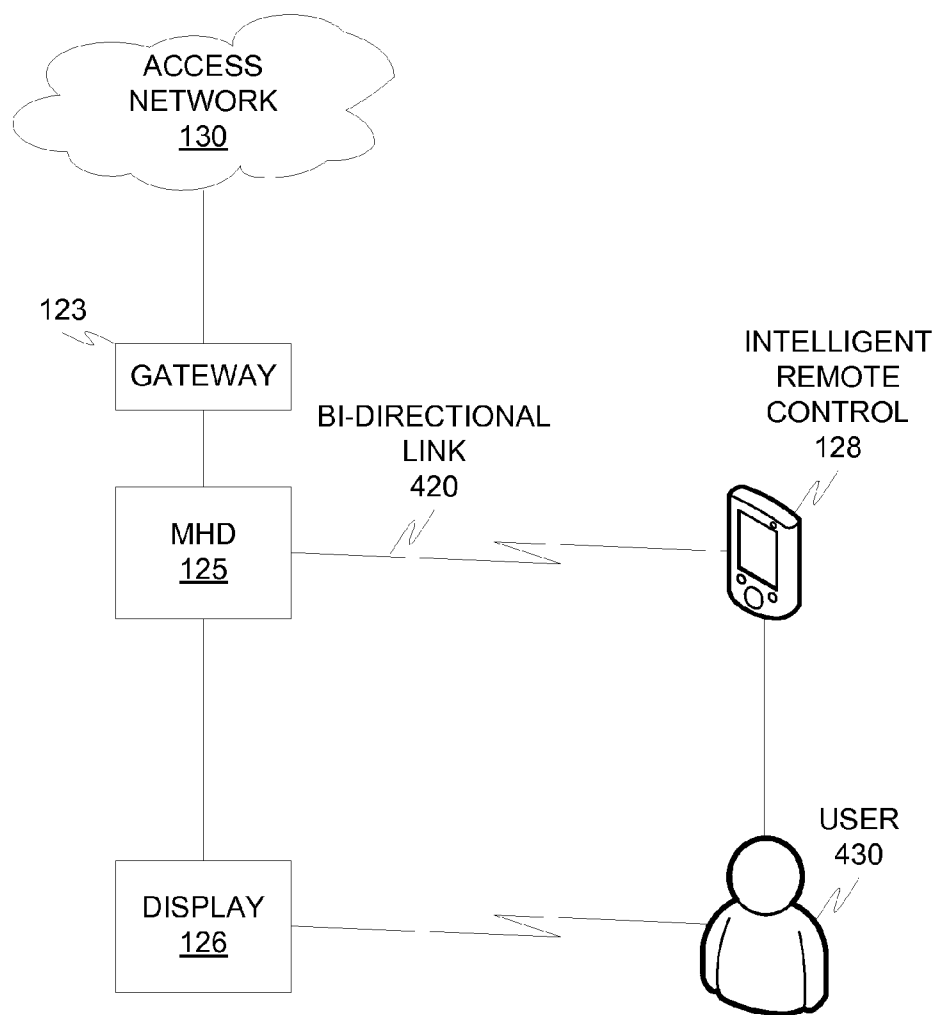 ACCESS
NETWORK
130
123
GATEWAY
INTELLIGENT
REMOTE
CONTROL
128
BI-DIRECTIONAL
LINK
420
MHD
125
USER
430
DISPLAY
126